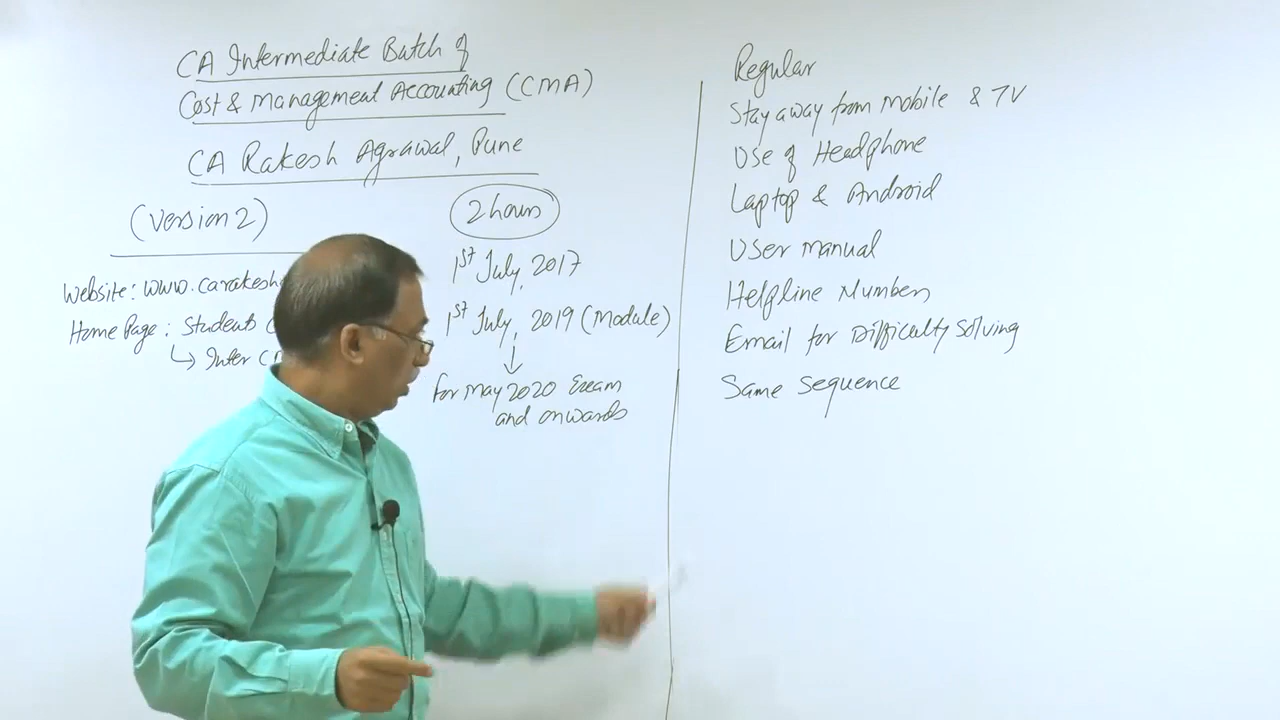 CA Intermediate Batch of
Cost & Management Accounting (CMA)
CA Rakesh Agrawal, Pune
(Version 2)
2 hours
Website: www.carakesh
Home Page: Students
↳ Inter
1st July, 2017
1st July, 2019 (Module)
↓
For May 2020 Exam
and onwards
Regular
Stay away from mobile & TV
Use of Headphone
Laptop & Android
User manual
Helpline Numbers
Email for Difficulty Solving
Same sequence